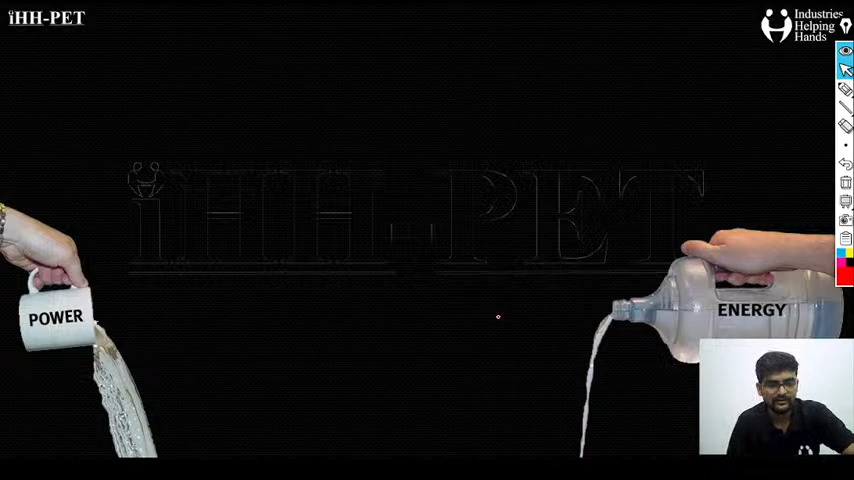 iHH-PET
Industries
Helping
Hands
iHH-PET
POWER
ENERGY